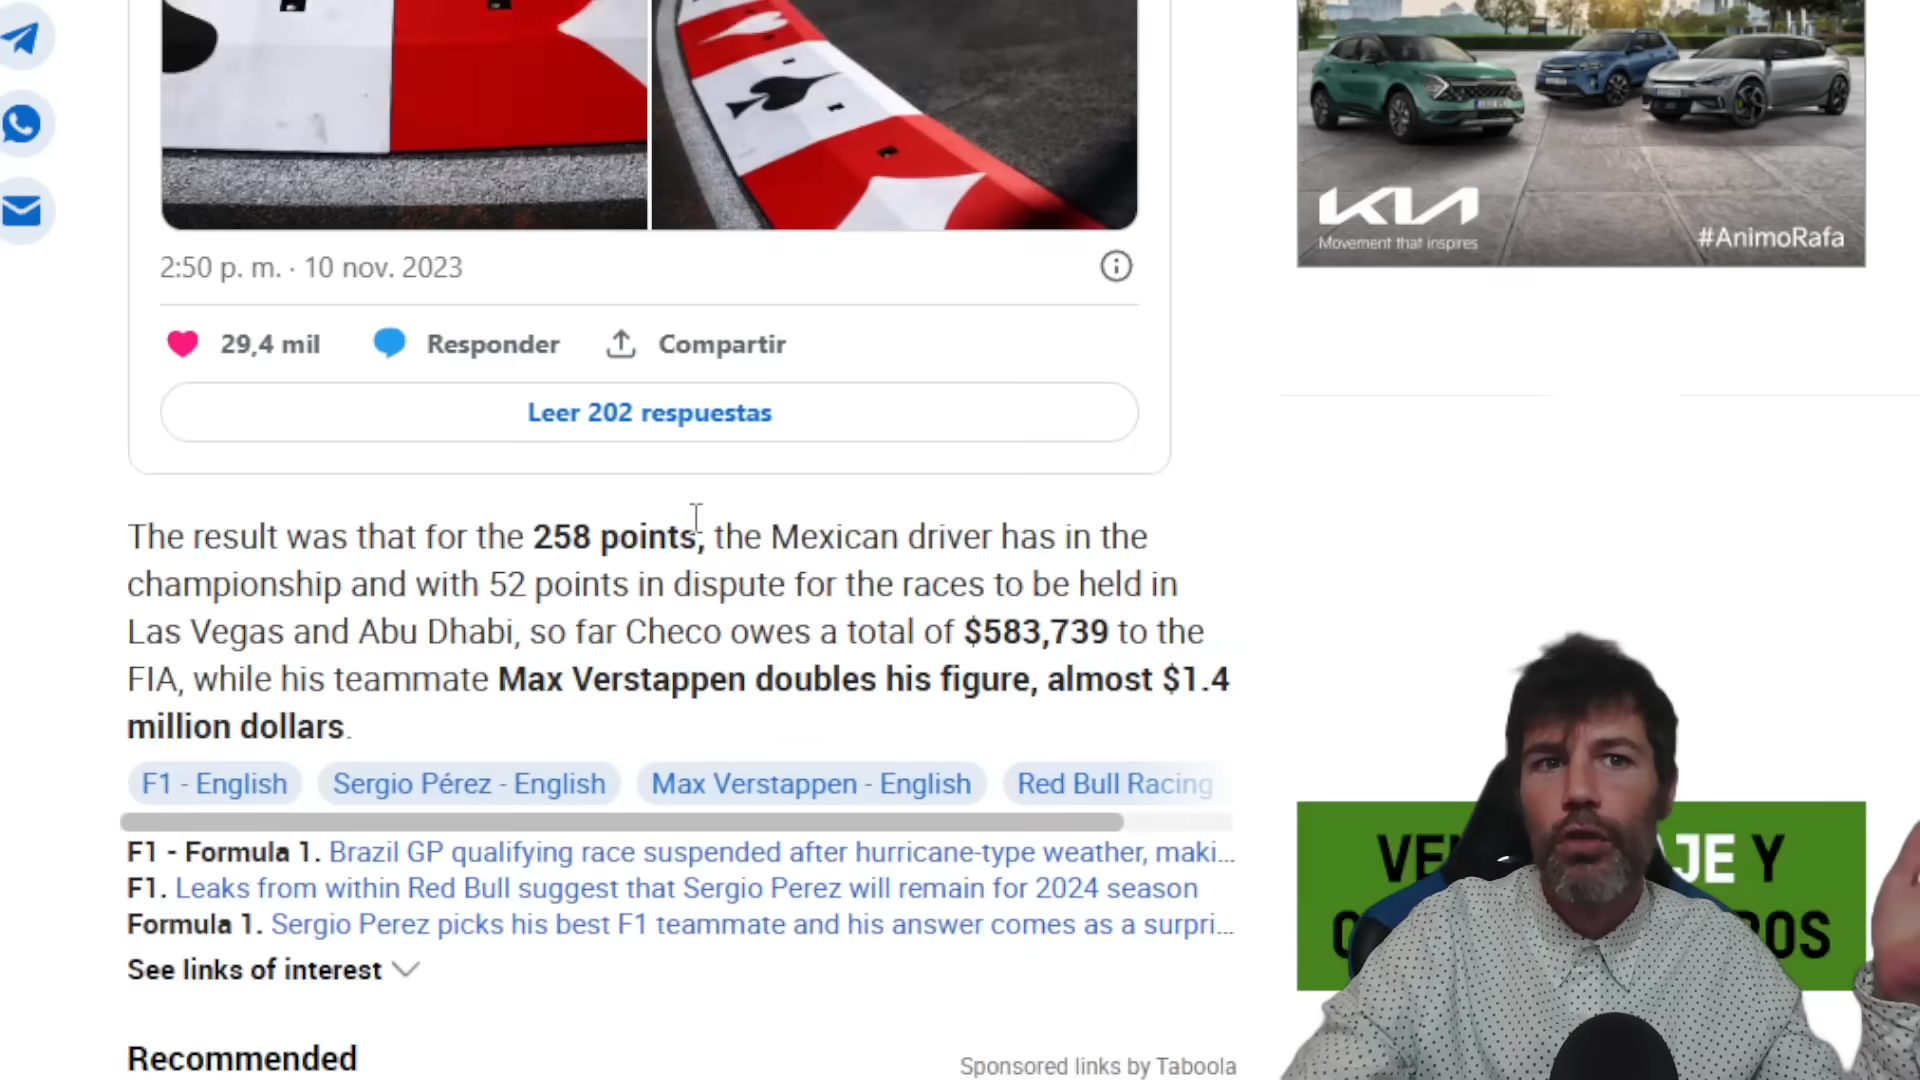 2:50 p. m. · 10 nov. 2023
29,4 mil Responder Compartir
Leer 202 respuestas
The result was that for the 258 points, the Mexican driver has in the
championship and with 52 points in dispute for the races to be held in
Las Vegas and Abu Dhabi, so far Checo owes a total of $583,739 to the
FIA, while his teammate Max Verstappen doubles his figure, almost $1.4
million dollars.
F1 - English Sergio Pérez - English Max Verstappen - English Red Bull Racing
F1 - Formula 1. Brazil GP qualifying race suspended after hurricane-type weather, maki...
F1. Leaks from within Red Bull suggest that Sergio Perez will remain for 2024 season
Formula 1. Sergio Perez picks his best F1 teammate and his answer comes as a surpri...
See links of interest
Recommended
Sponsored links by Taboola
KIA
Movement that inspires
#AnimoRafa
Y